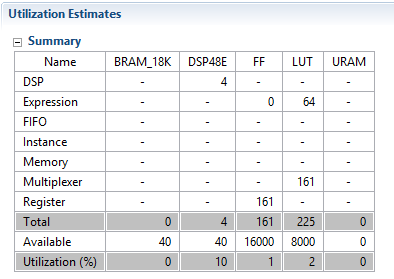 Utilization Estimates
Summary
Name BRAM_18K DSP48E FF LUT URAM
DSP - 4 - - -
Expression - - 0 64 -
FIFO - - - - -
Instance - - - - -
Memory - - - - -
Multiplexer - - - 161 -
Register - - 161 - -
Total 0 4 161 225 0
Available 40 40 16000 8000 0
Utilization (%) 0 10 1 2 0